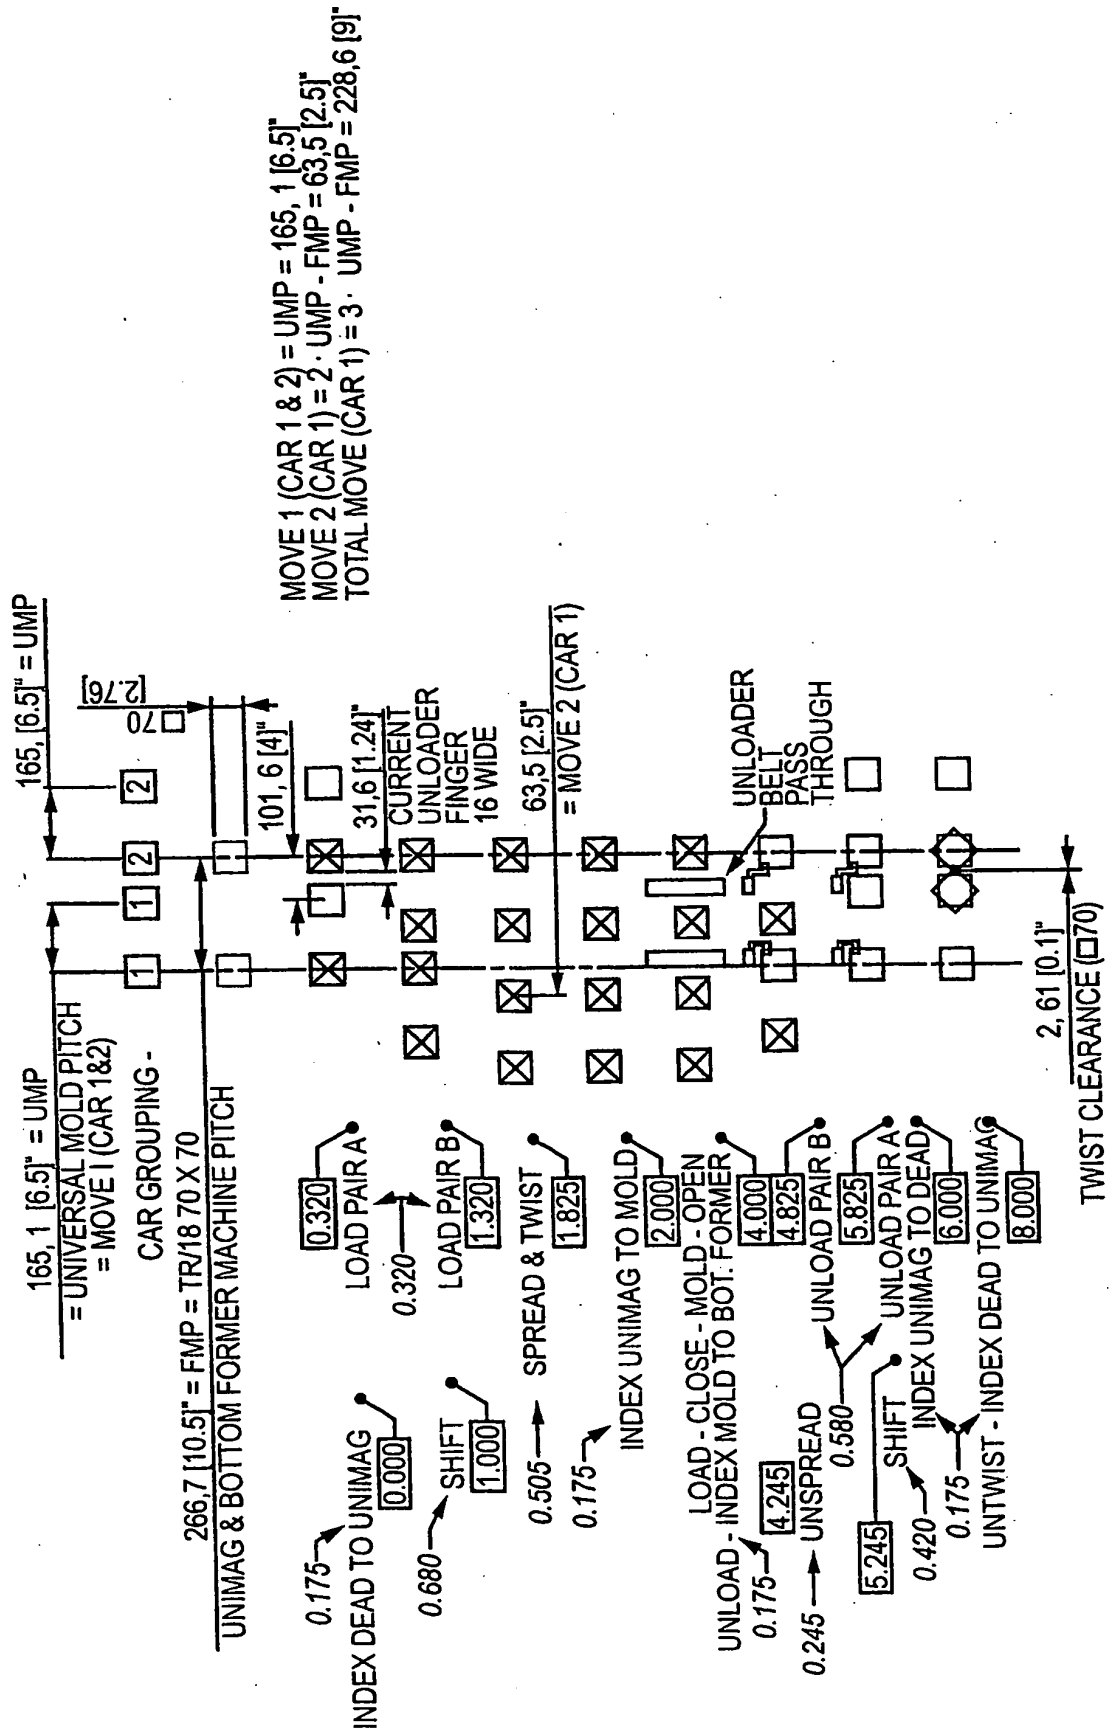 165, 1 [6.5]" = UMP
= UNIVERSAL MOLD PITCH
= MOVE I (CAR 1&2)
165, [6.5]" = UMP
CAR GROUPING -
1
1
2
2
266,7 [10.5]" = FMP = TR/18 70 X 70
UNIMAG & BOTTOM FORMER MACHINE PITCH
□70
[2.76]
101, 6 [4]"
31,6 [1.24]"
CURRENT
UNLOADER
FINGER
16 WIDE
63,5 [2.5]"
= MOVE 2 (CAR 1)
MOVE 1 (CAR 1 & 2) = UMP = 165, 1 [6.5]"
MOVE 2 (CAR 1) = 2 · UMP - FMP = 63,5 [2.5]"
TOTAL MOVE (CAR 1) = 3 · UMP - FMP = 228,6 [9]"
0.175
INDEX DEAD TO UNIMAG
0.000
0.320
LOAD PAIR A
0.320
0.680
SHIFT
1.000
LOAD PAIR B
1.320
0.505
SPREAD & TWIST
1.825
0.175
INDEX UNIMAG TO MOLD
2.000
LOAD - CLOSE - MOLD - OPEN
UNLOAD - INDEX MOLD TO BOT. FORMER
0.175
4.000
4.245
0.245
UNSPREAD
4.825
0.580
UNLOAD PAIR B
5.245
SHIFT
0.420
5.825
UNLOAD PAIR A
INDEX UNIMAG TO DEAD
0.175
6.000
UNTWIST - INDEX DEAD TO UNIMAG
8.000
UNLOADER
BELT
PASS
THROUGH
2, 61 [0.1]"
TWIST CLEARANCE (□70)